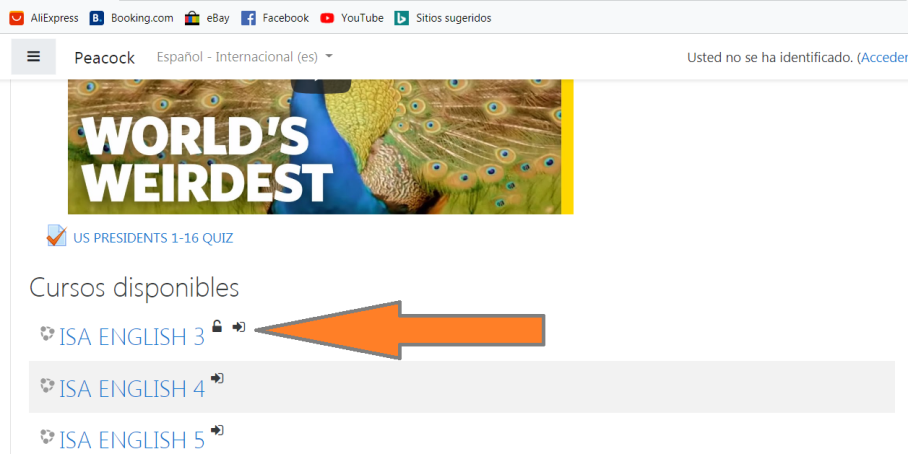 AliExpress B. Booking.com eBay Facebook YouTube Sitios sugeridos
Peacock Español - Internacional (es) Usted no se ha identificado. (Acceder
WORLD'S
WEIRDEST
US PRESIDENTS 1-16 QUIZ
Cursos disponibles
ISA ENGLISH 3
ISA ENGLISH 4
ISA ENGLISH 5